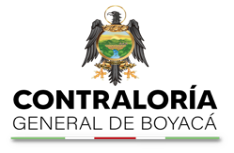 CONTRALORÍA
GENERAL DE BOYACÁ